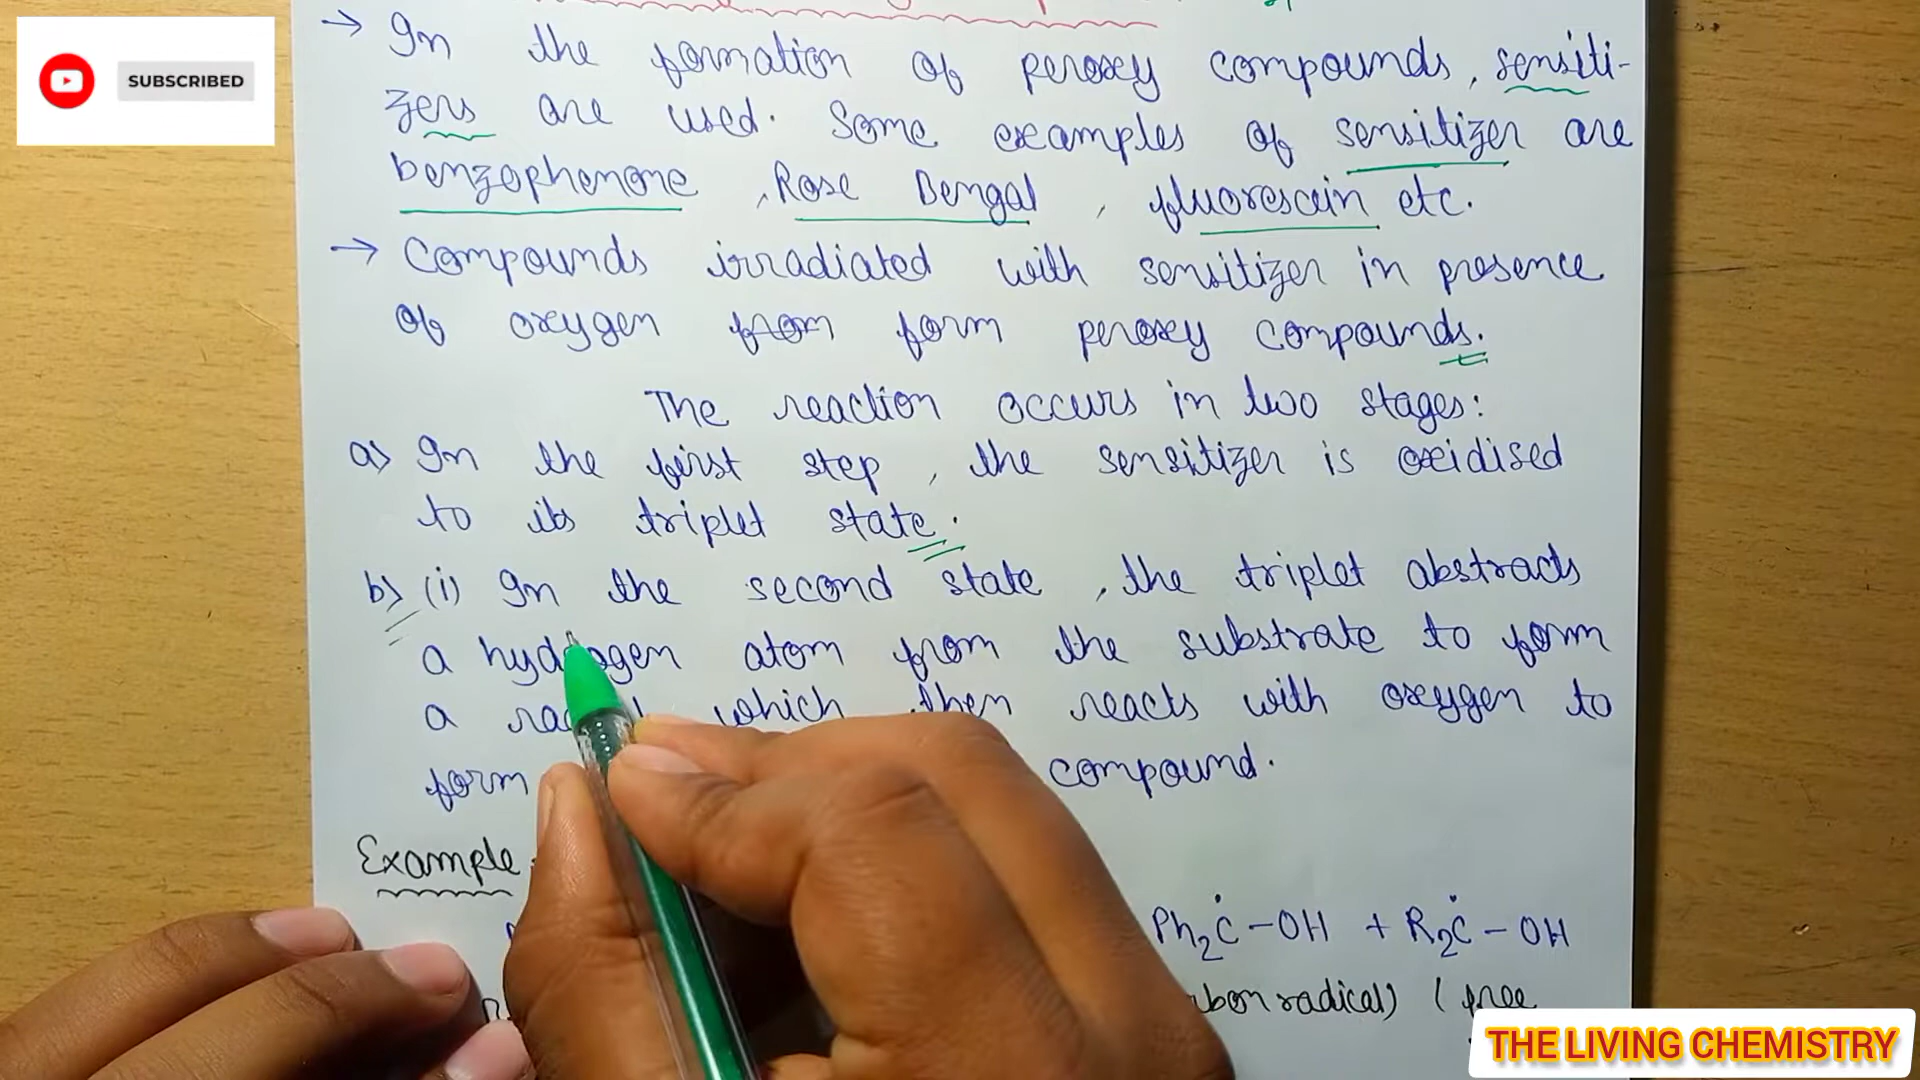 SUBSCRIBED
→ In the formation of peroxy compounds, sensiti-
zers are used. Some examples of sensitizer are
benzophenone, Rose Bengal, fluorescein etc.
→ Compounds irradiated with sensitizer in presence
of oxygen from form peroxy compounds.
The reaction occurs in two stages:
a) In the first step, the sensitizer is oxidised
to its triplet state.
b) (i) In the second state, the triplet abstracts
a hydrogen atom from the substrate to form
a which then reacts with oxygen to
form compound.
Example
Ph₂Ċ-OH + R₂Ċ-OH
radical) (free
THE LIVING CHEMISTRY